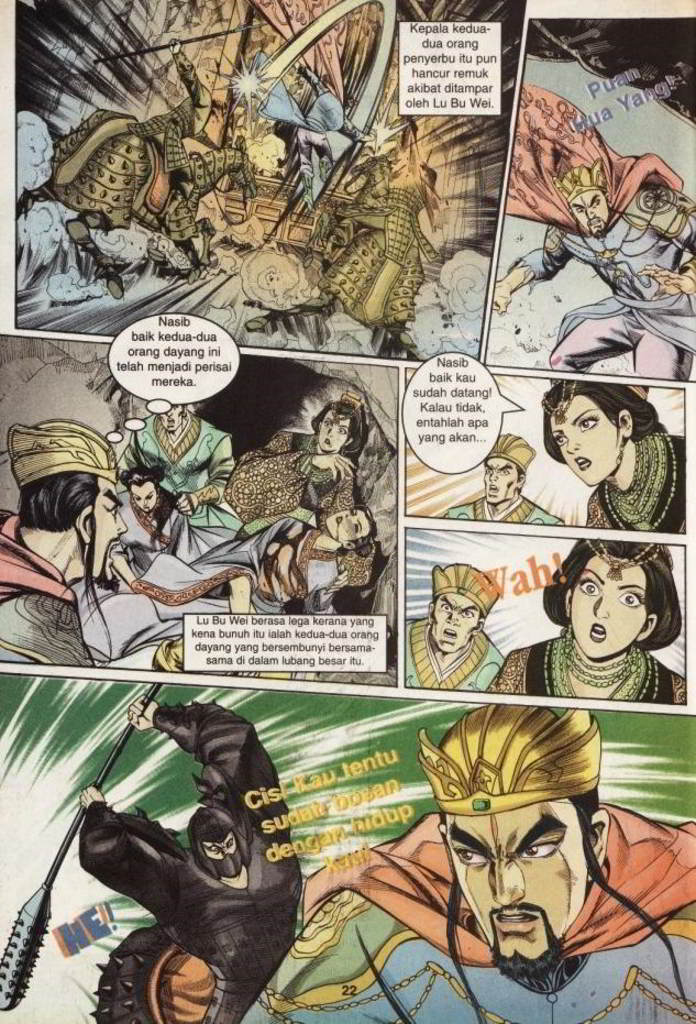 Kepala kedua-
dua orang
penyerbu itu pun
hancur remuk
akibat ditampar
oleh Lu Bu Wei.
Puan
Hua Yang!
Nasib
baik kedua-dua
orang dayang ini
telah menjadi perisai
mereka.
Lu Bu Wei berasa lega kerana yang
kena bunuh itu ialah kedua-dua orang
dayang yang bersembunyi bersama-
sama di dalam lubang besar itu.
Nasib
baik kau
sudah datang!
Kalau tidak,
entahlah apa
yang akan...
Wah!
HE!
Cis! Kau tentu
sudah bosan
dengan hidup
kau!
22